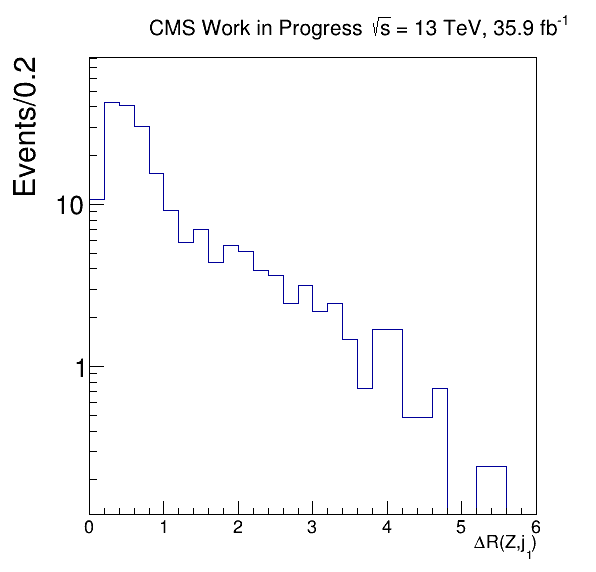 CMS Work in Progress √s = 13 TeV, 35.9 fb⁻¹
Events/0.2
10
1
0 1 2 3 4 5 6
ΔR(Z,j₁)